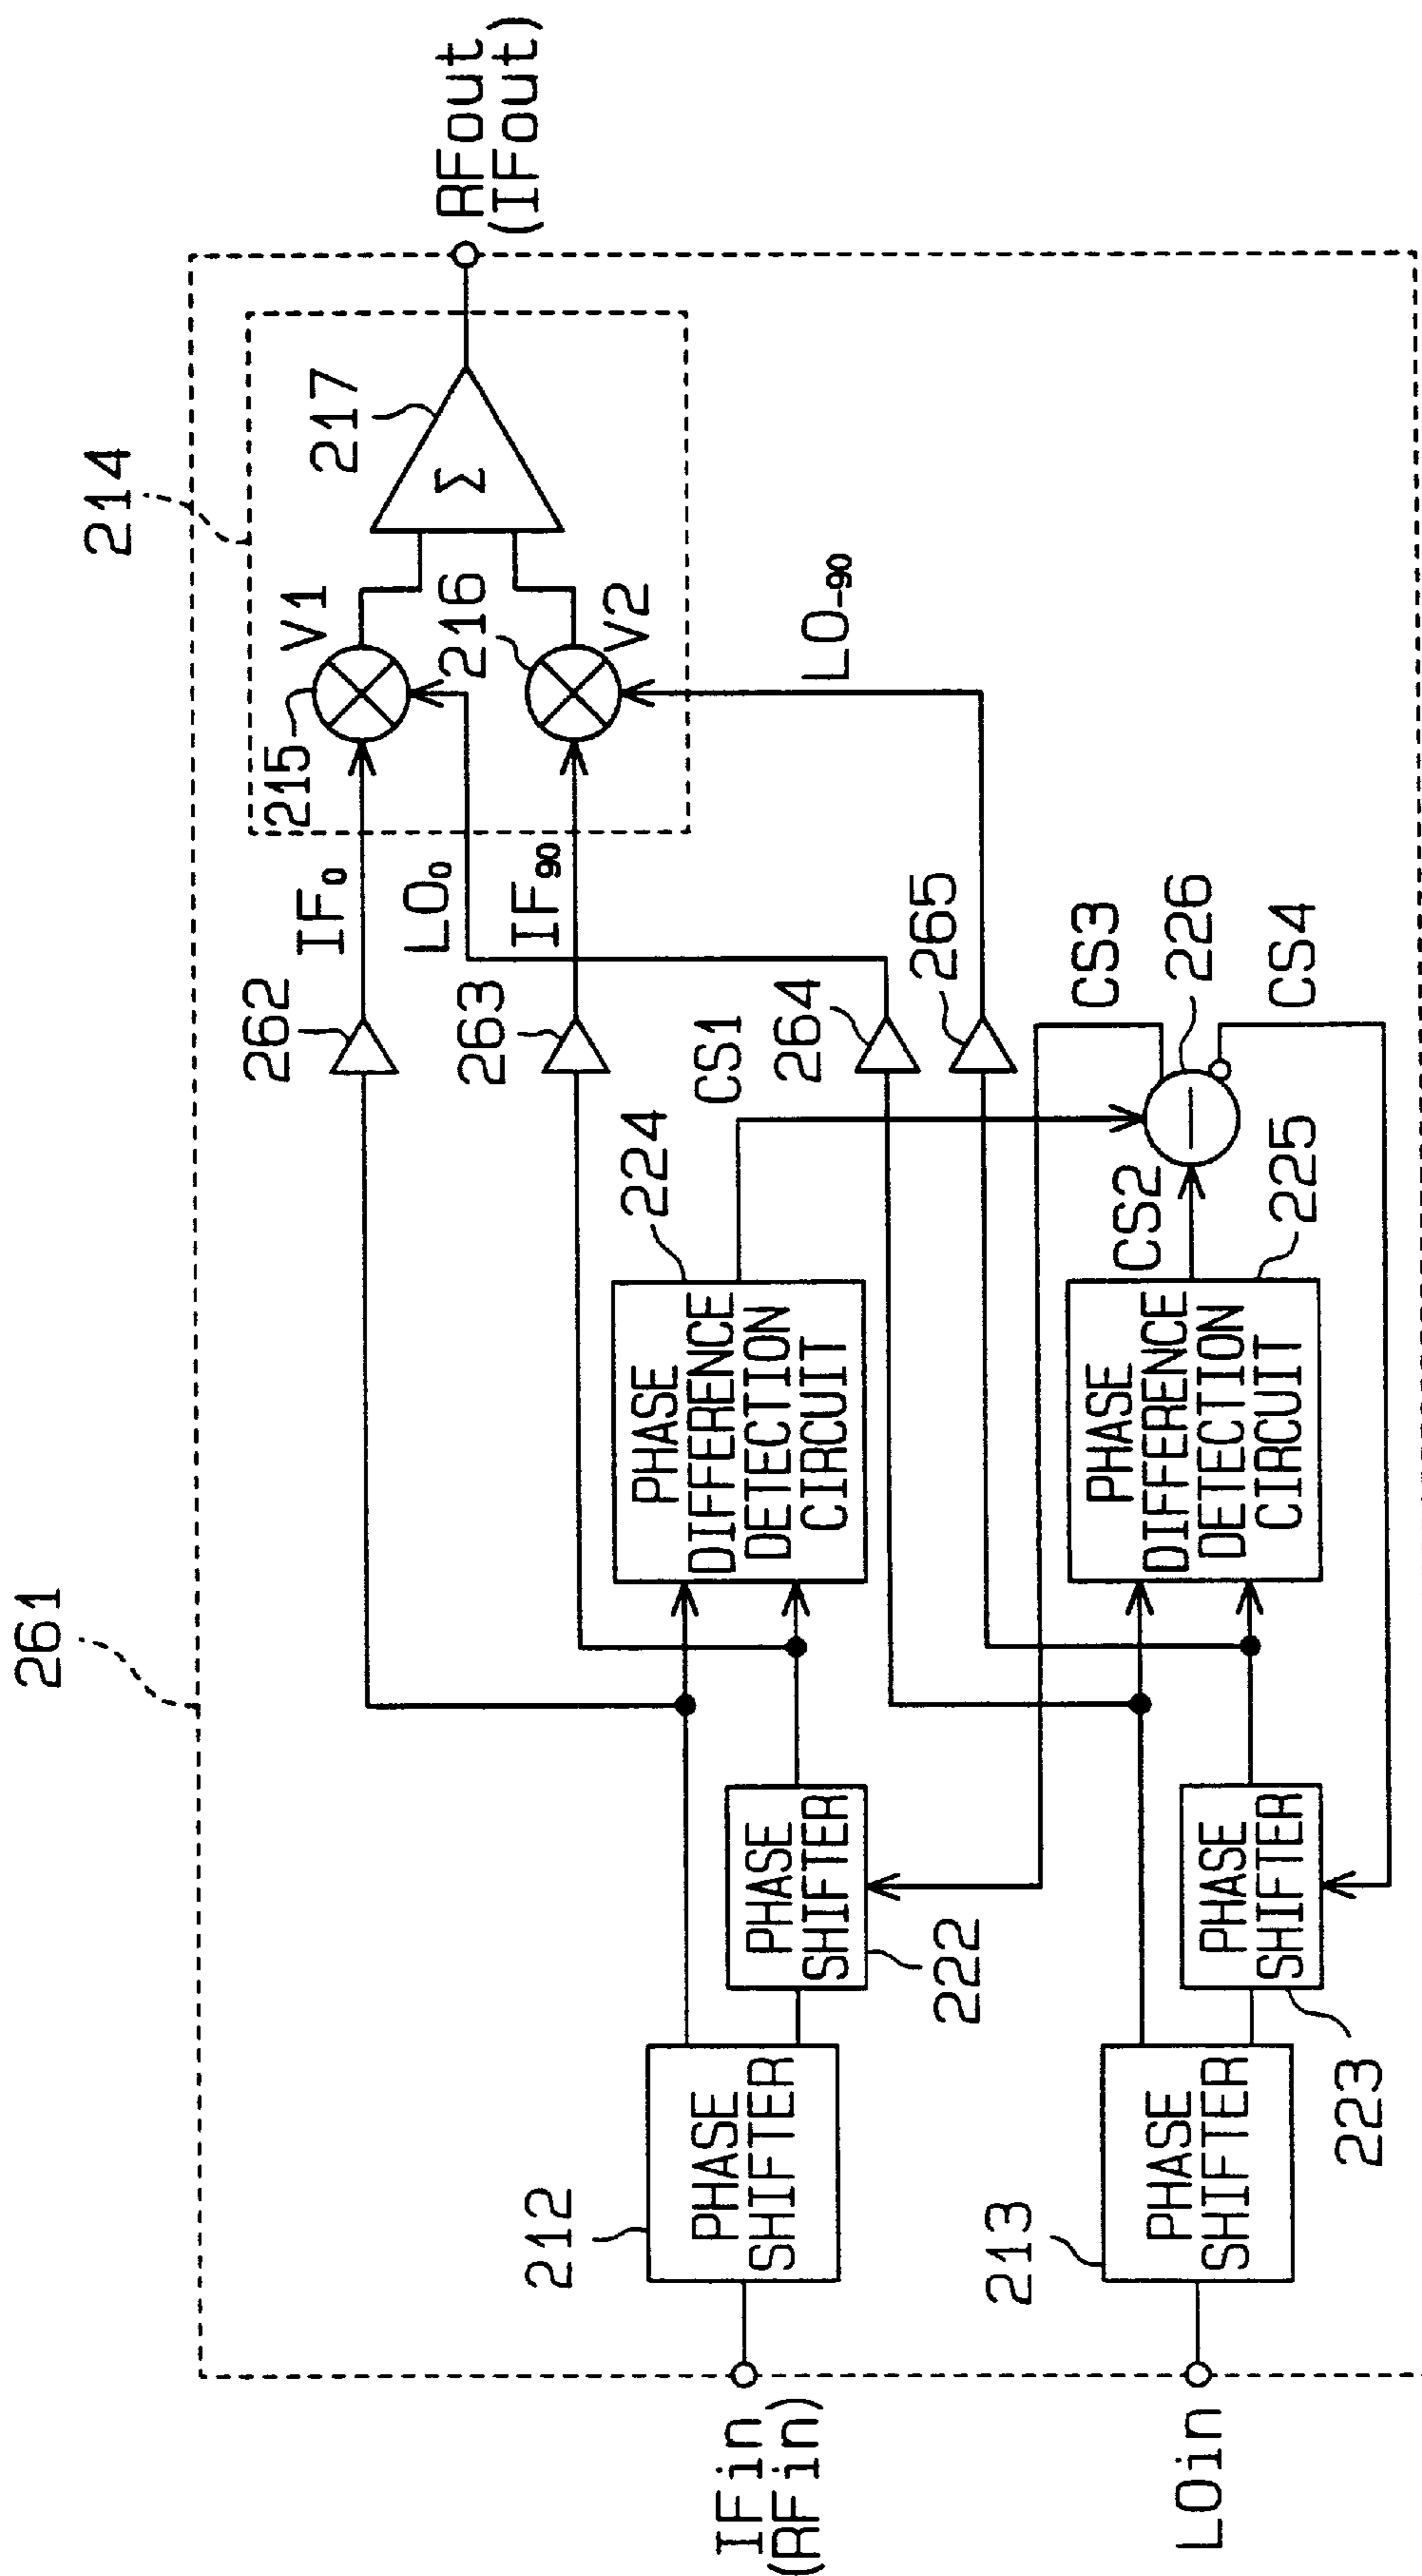 261
214
RFout
(IFout)
217
Σ
V1
215
216
V2
IF₀
LO₀
IF₉₀
LO₋₉₀
262
263
264
265
CS1
CS3
224
PHASE
DIFFERENCE
DETECTION
CIRCUIT
CS2
226
CS4
225
PHASE
DIFFERENCE
DETECTION
CIRCUIT
212
PHASE
SHIFTER
PHASE
SHIFTER
222
213
PHASE
SHIFTER
PHASE
SHIFTER
223
IFin
(RFin)
LOin